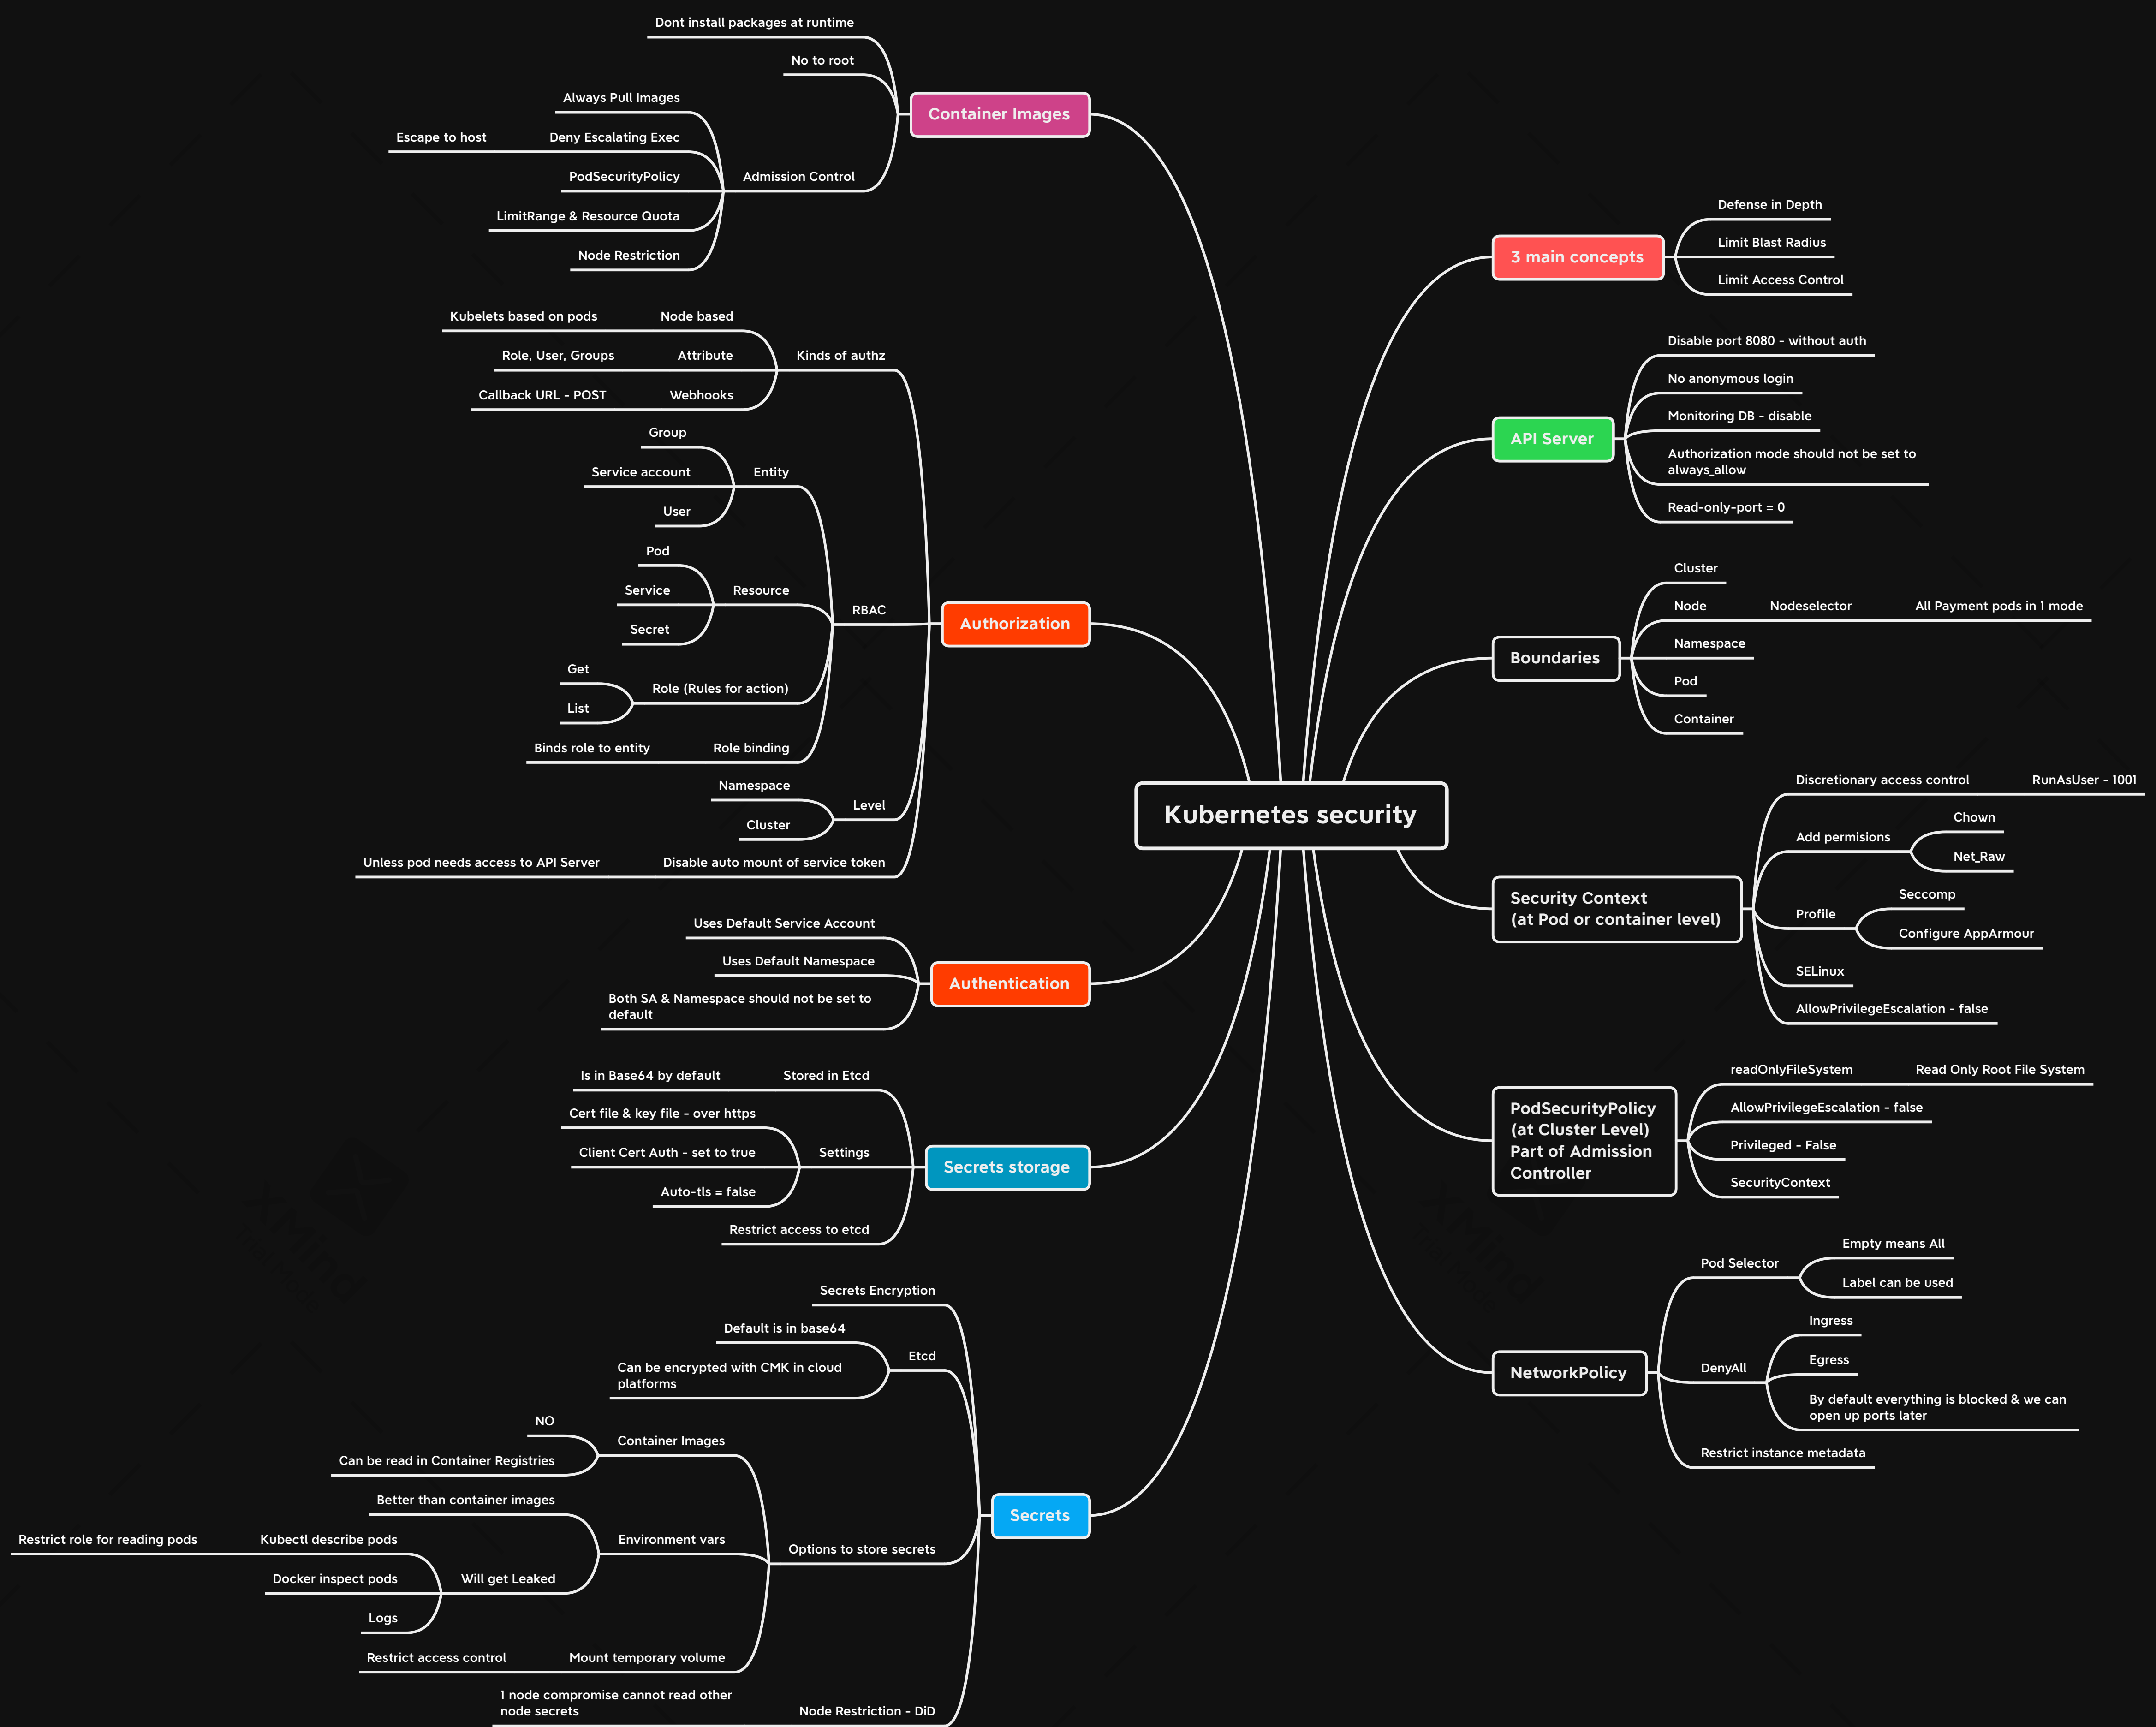 Kubernetes security
Container Images
Dont install packages at runtime
No to root
Admission Control
Always Pull Images
Deny Escalating Exec
Escape to host
PodSecurityPolicy
LimitRange & Resource Quota
Node Restriction
Authorization
Kinds of authz
Node based
Kubelets based on pods
Attribute
Role, User, Groups
Webhooks
Callback URL - POST
RBAC
Entity
Group
Service account
User
Resource
Pod
Service
Secret
Role (Rules for action)
Get
List
Role binding
Binds role to entity
Level
Namespace
Cluster
Disable auto mount of service token
Unless pod needs access to API Server
Authentication
Uses Default Service Account
Uses Default Namespace
Both SA & Namespace should not be set to
default
Secrets storage
Stored in Etcd
Is in Base64 by default
Settings
Cert file & key file - over https
Client Cert Auth - set to true
Auto-tls = false
Restrict access to etcd
Secrets
Secrets Encryption
Etcd
Default is in base64
Can be encrypted with CMK in cloud
platforms
Options to store secrets
Container Images
NO
Can be read in Container Registries
Environment vars
Better than container images
Will get Leaked
Kubectl describe pods
Restrict role for reading pods
Docker inspect pods
Logs
Mount temporary volume
Restrict access control
Node Restriction - DiD
1 node compromise cannot read other
node secrets
3 main concepts
Defense in Depth
Limit Blast Radius
Limit Access Control
API Server
Disable port 8080 - without auth
No anonymous login
Monitoring DB - disable
Authorization mode should not be set to
always_allow
Read-only-port = 0
Boundaries
Cluster
Node
Nodeselector
All Payment pods in 1 mode
Namespace
Pod
Container
Security Context
(at Pod or container level)
Discretionary access control
RunAsUser - 1001
Add permisions
Chown
Net_Raw
Profile
Seccomp
Configure AppArmour
SELinux
AllowPrivilegeEscalation - false
PodSecurityPolicy
(at Cluster Level)
Part of Admission
Controller
readOnlyFileSystem
Read Only Root File System
AllowPrivilegeEscalation - false
Privileged - False
SecurityContext
NetworkPolicy
Pod Selector
Empty means All
Label can be used
DenyAll
Ingress
Egress
By default everything is blocked & we can
open up ports later
Restrict instance metadata
XMind
XMind